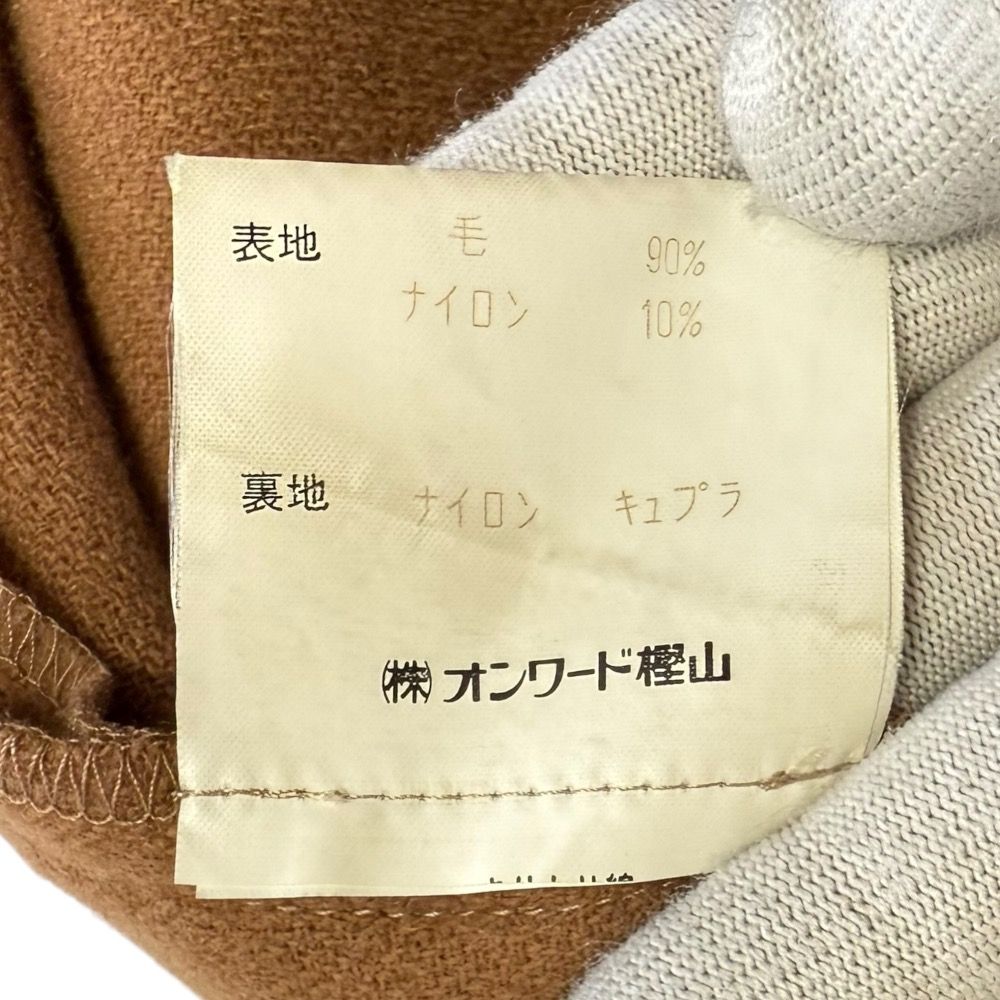 表地 毛 90%
ナイロン 10%
裏地 ナイロン キュプラ
㈱オンワード樫山